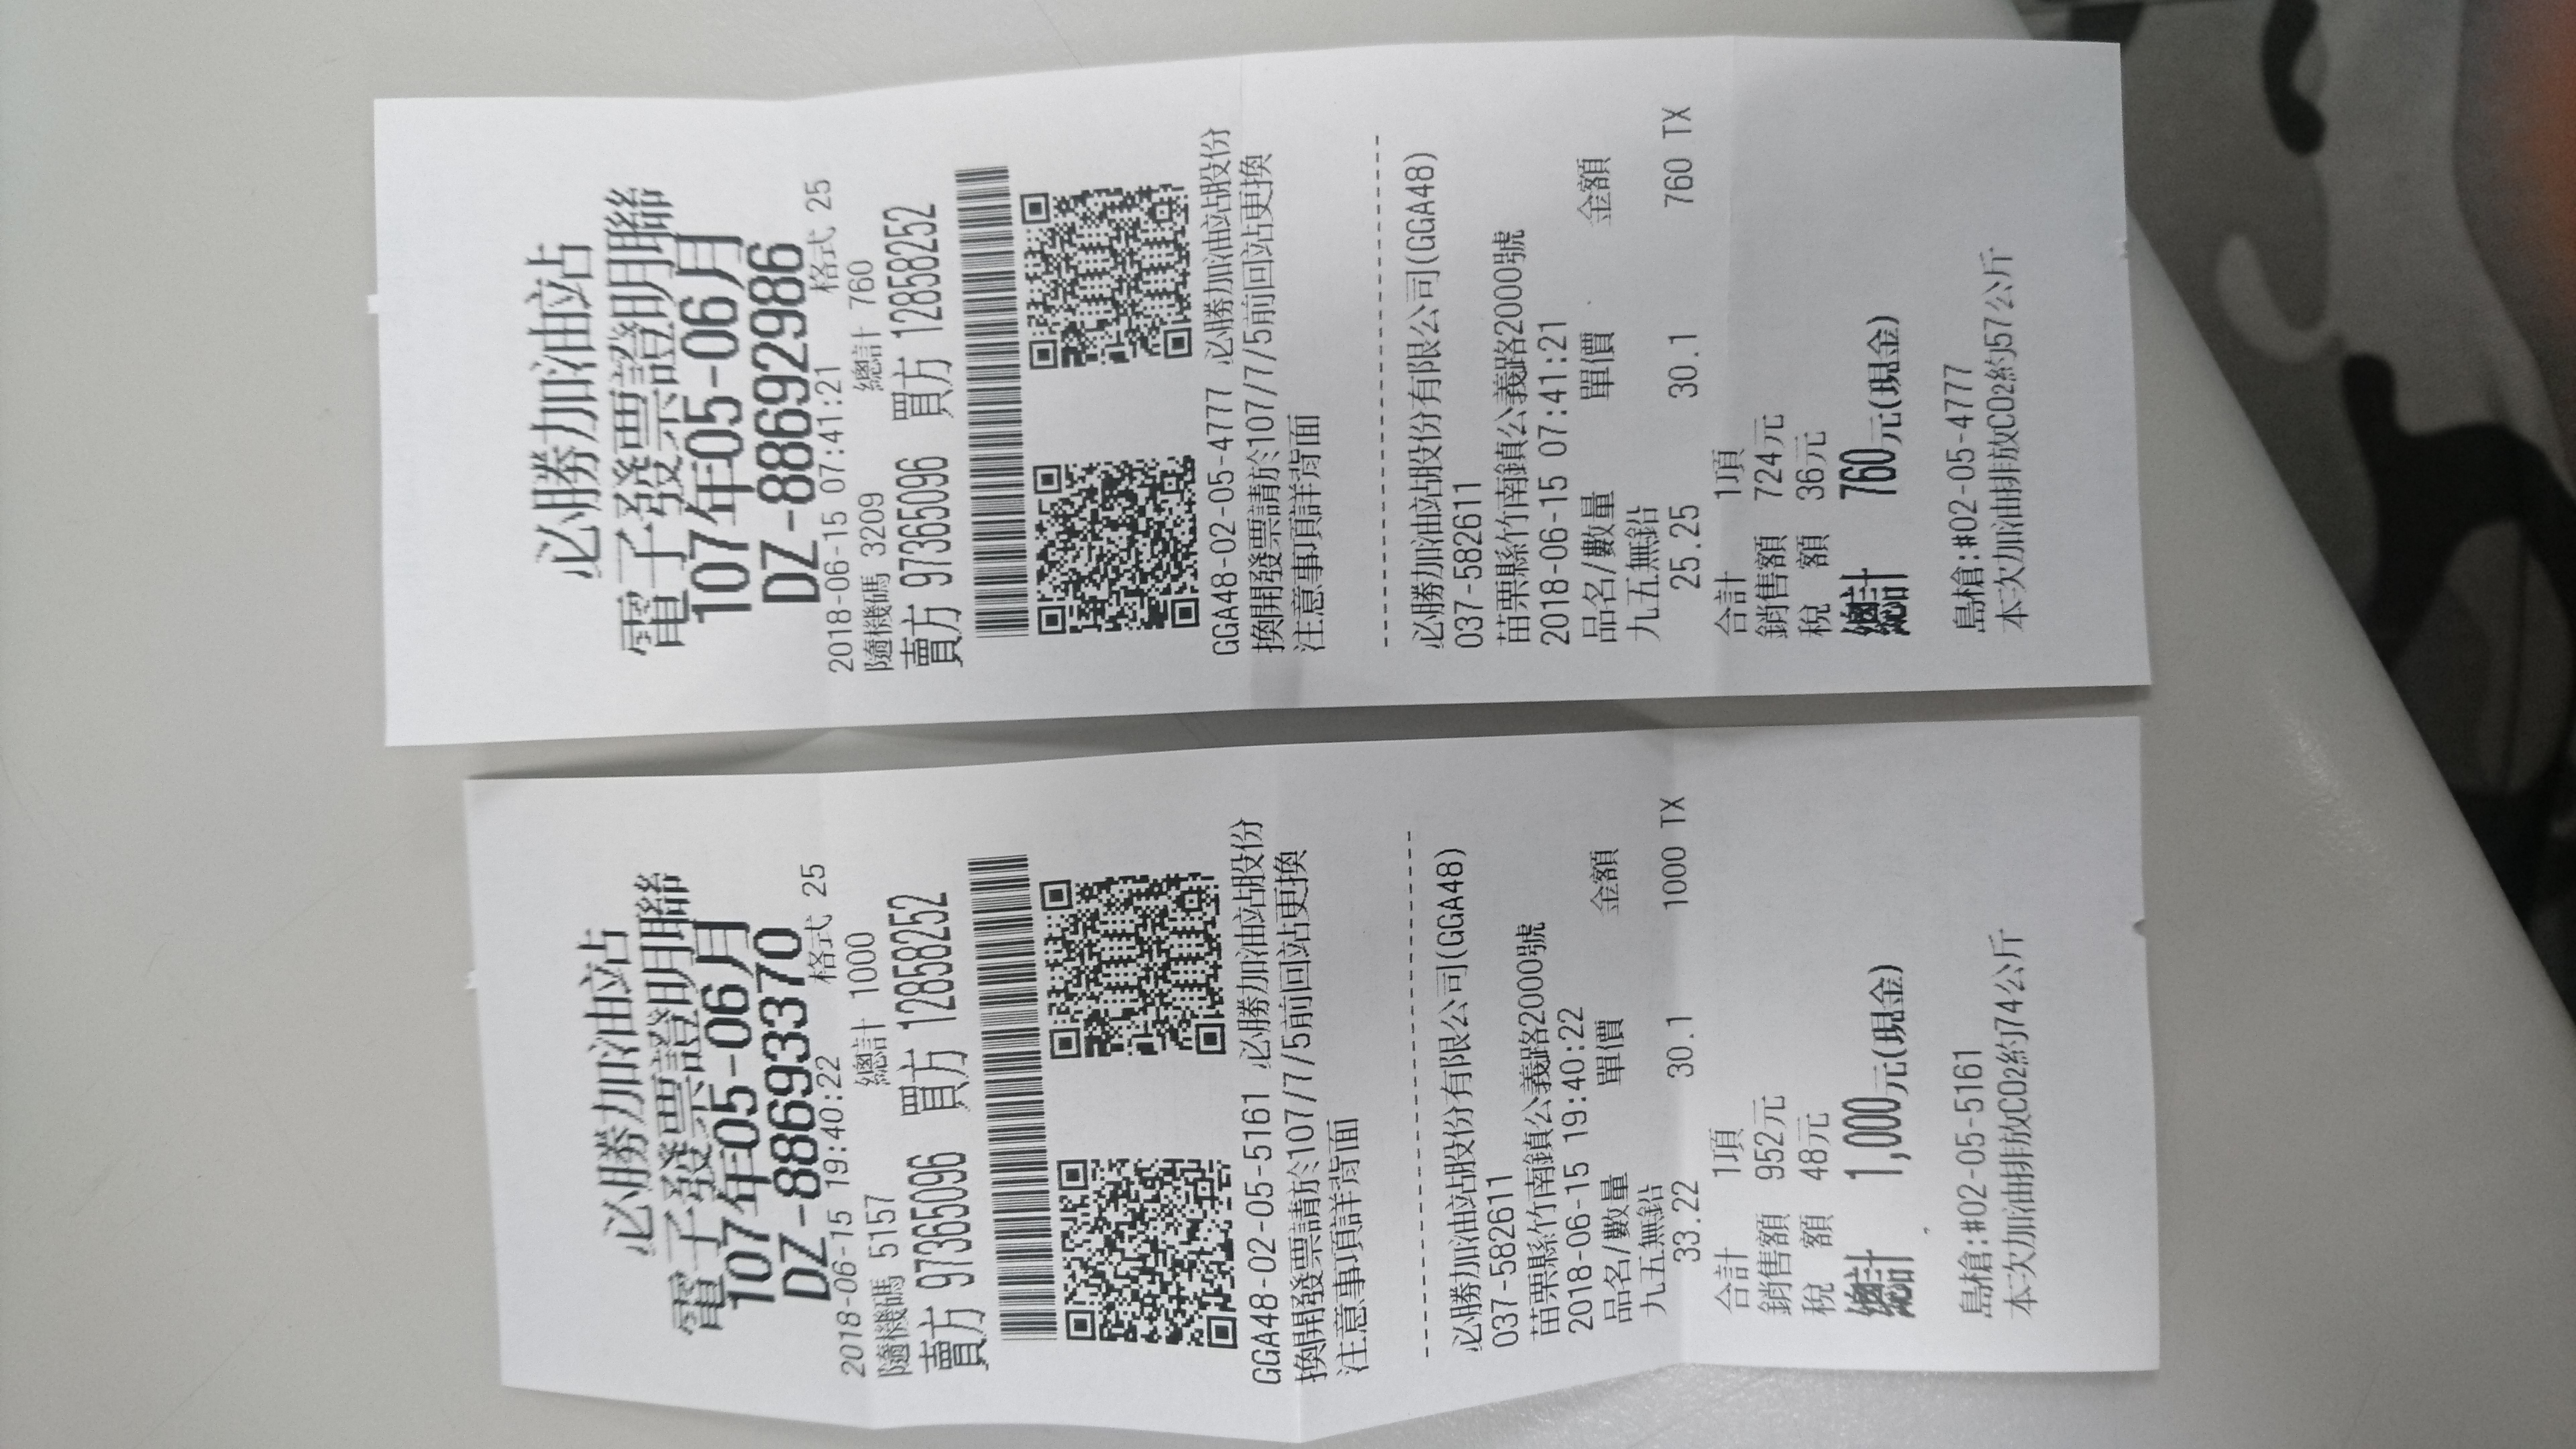 必勝加油站
電子發票證明聯
107年05-06月
DZ-88693370
2018-06-15 19:40:22 格式 25
隨機碼 5157 總計 1000
賣方 97365096 買方 12858252
GGA48-02-05-5161 必勝加油站股份
換開發票請於107/7/5前回站更換
注意事項詳背面
必勝加油站股份有限公司(GGA48)
037-582611
苗栗縣竹南鎮公義路2000號
2018-06-15 19:40:22
品名/數量 單價 金額
九五無鉛
33.22 30.1 1000 TX
合計 1項
銷售額 952元
稅 額 48元
總計 1,000元(現金)
島槍:#02-05-5161
本次加油排放CO2約74公斤
必勝加油站
電子發票證明聯
107年05-06月
DZ-88692986
2018-06-15 07:41:21 格式 25
隨機碼 3209 總計 760
賣方 97365096 買方 12858252
GGA48-02-05-4777 必勝加油站股份
換開發票請於107/7/5前回站更換
注意事項詳背面
必勝加油站股份有限公司(GGA48)
037-582611
苗栗縣竹南鎮公義路2000號
2018-06-15 07:41:21
品名/數量 單價 金額
九五無鉛
25.25 30.1 760 TX
合計 1項
銷售額 724元
稅 額 36元
總計 760元(現金)
島槍:#02-05-4777
本次加油排放CO2約57公斤